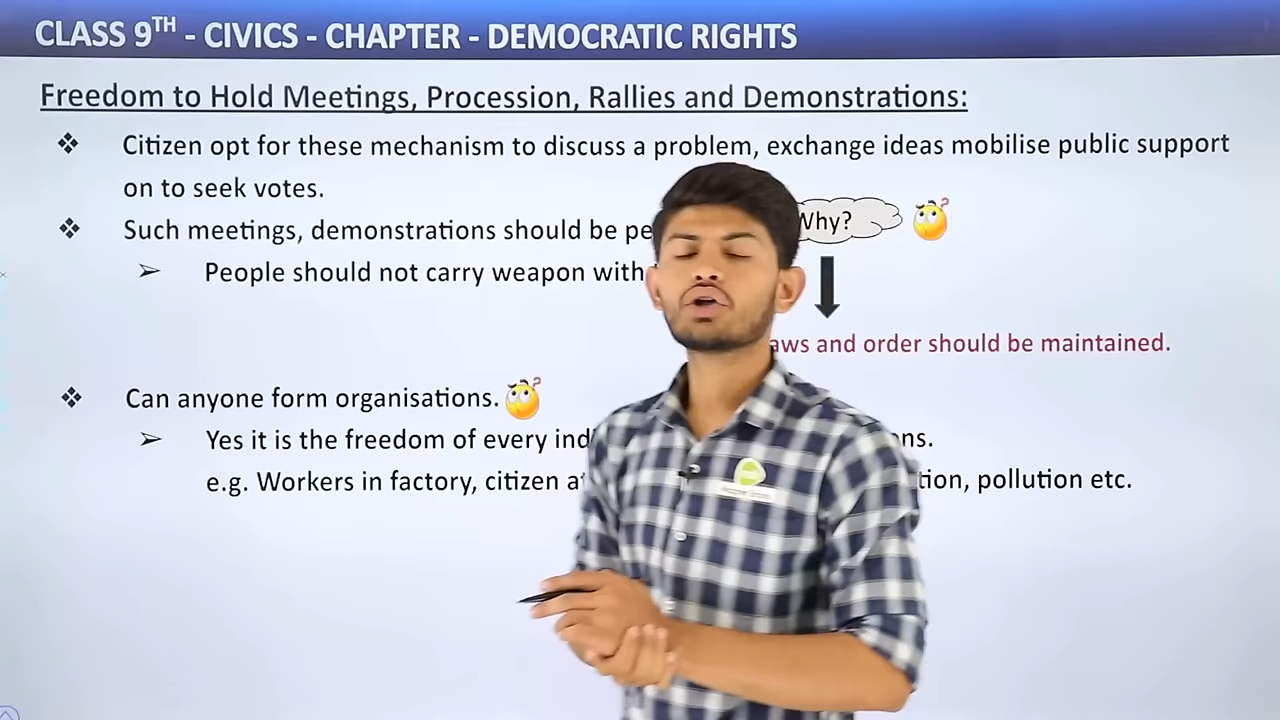 CLASS 9TH - CIVICS - CHAPTER - DEMOCRATIC RIGHTS
Freedom to Hold Meetings, Procession, Rallies and Demonstrations:
❖ Citizen opt for these mechanism to discuss a problem, exchange ideas mobilise public support
on to seek votes.
❖ Such meetings, demonstrations should be pe
Why?
➢ People should not carry weapon with
aws and order should be maintained.
❖ Can anyone form organisations.
➢ Yes it is the freedom of every ind ns.
e.g. Workers in factory, citizen a tion, pollution etc.